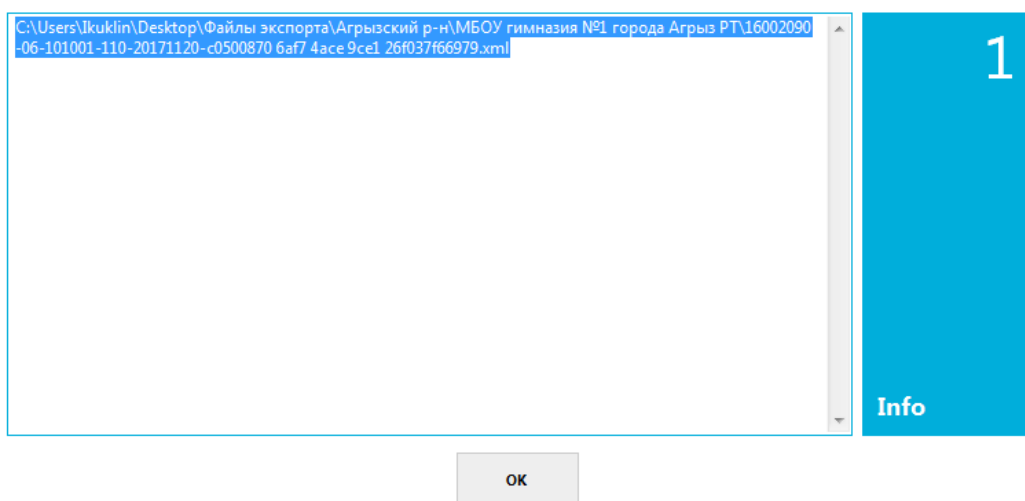 C:\Users\Ikuklin\Desktop\Файлы экспорта\Агрызский р-н\МБОУ гимназия №1 города Агрыз РТ\16002090
-06-101001-110-20171120-c0500870 6af7 4ace 9ce1 26f037f66979.xml
1
Info
ОК